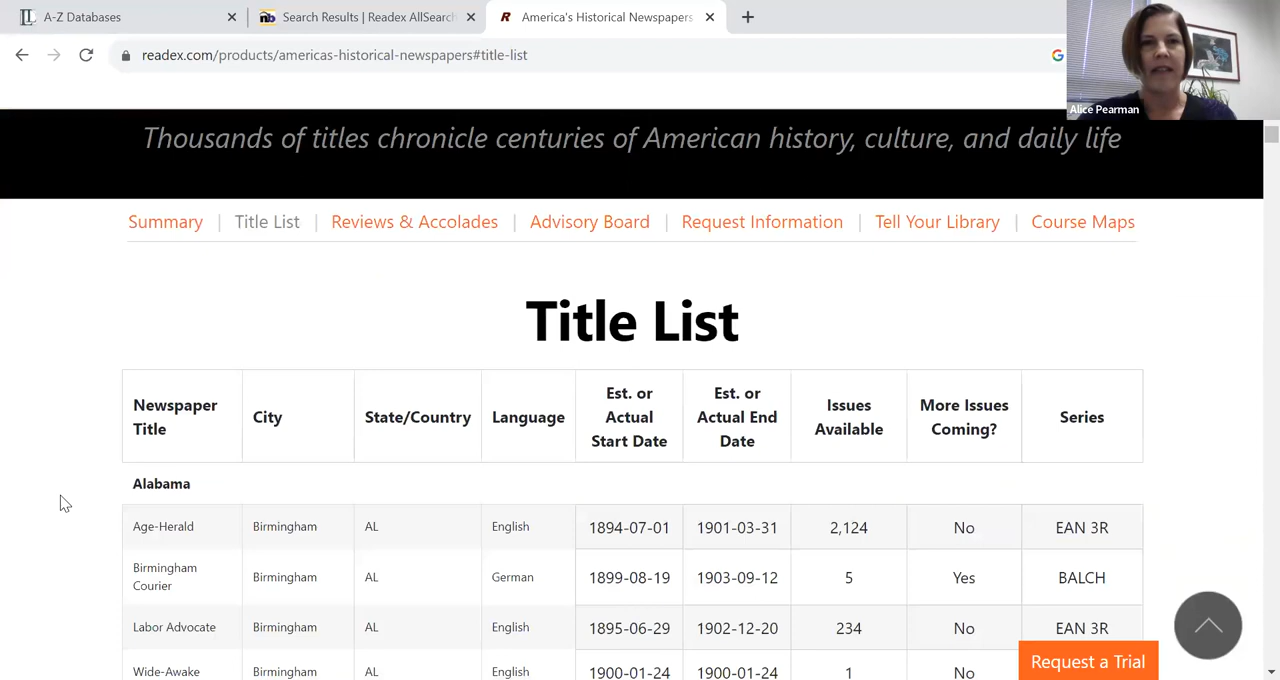 A-Z Databases
Search Results | Readex AllSearch
America's Historical Newspapers
readex.com/products/americas-historical-newspapers#title-list
Alice Pearman
Thousands of titles chronicle centuries of American history, culture, and daily life
Summary | Title List | Reviews & Accolades | Advisory Board | Request Information | Tell Your Library | Course Maps
Title List
Newspaper Title City State/Country Language Est. or Actual Start Date Est. or Actual End Date Issues Available More Issues Coming? Series
Alabama
Age-Herald Birmingham AL English 1894-07-01 1901-03-31 2,124 No EAN 3R
Birmingham Courier Birmingham AL German 1899-08-19 1903-09-12 5 Yes BALCH
Labor Advocate Birmingham AL English 1895-06-29 1902-12-20 234 No EAN 3R
Wide-Awake Birmingham AL English 1900-01-24 1900-01-24 1 No
Request a Trial